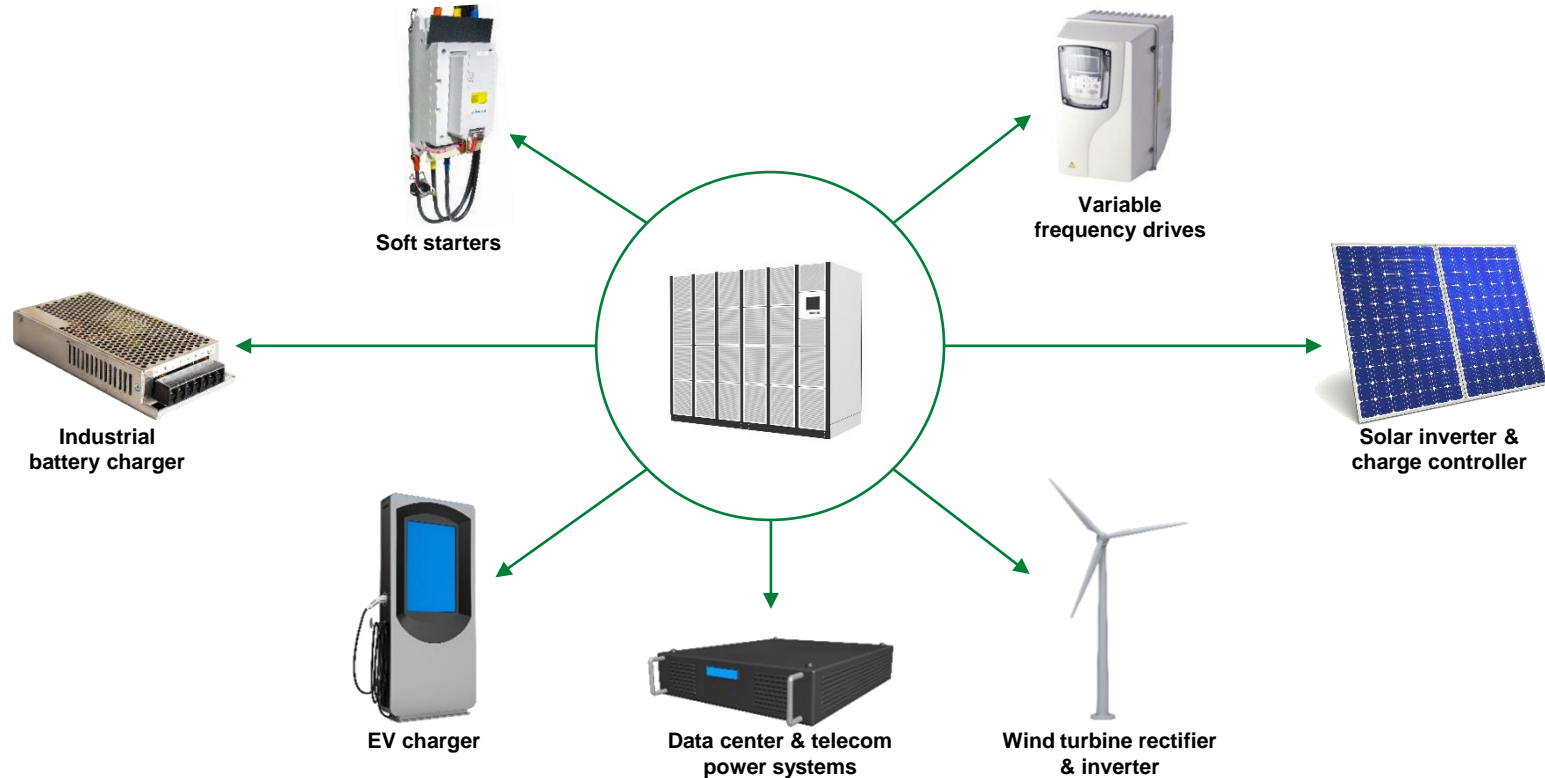 Soft starters
Variable
frequency drives
Industrial
battery charger
Solar inverter &
charge controller
EV charger
Data center & telecom
power systems
Wind turbine rectifier
& inverter